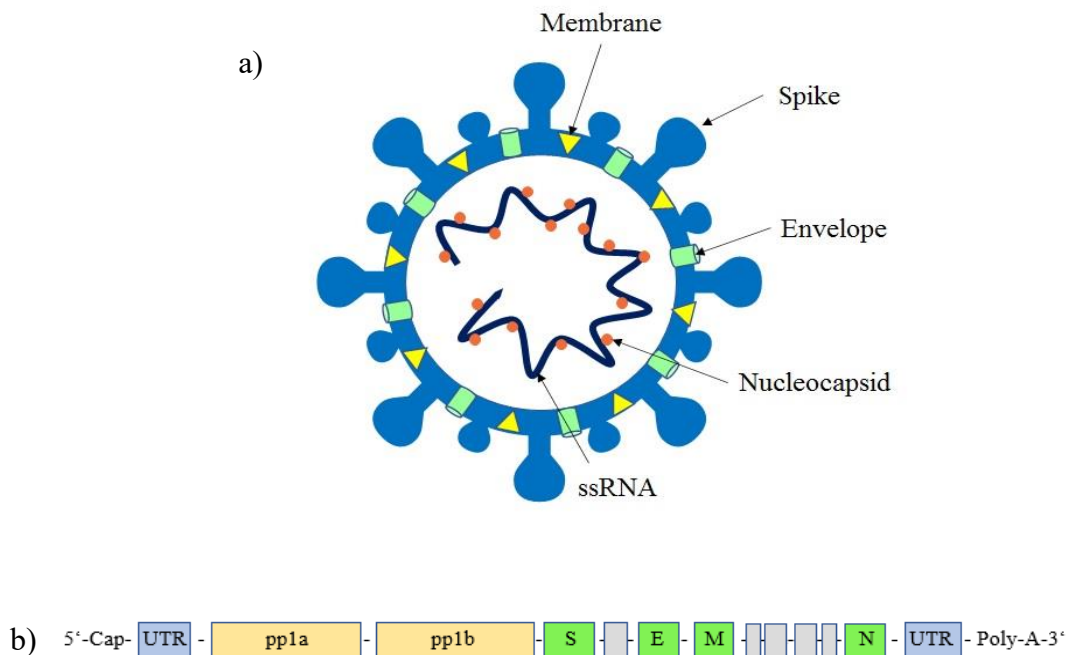 Membrane
a)
Spike
Envelope
Nucleocapsid
ssRNA
b) 5‘-Cap- UTR - pp1a - pp1b - S - E - M - N - UTR - Poly-A-3‘